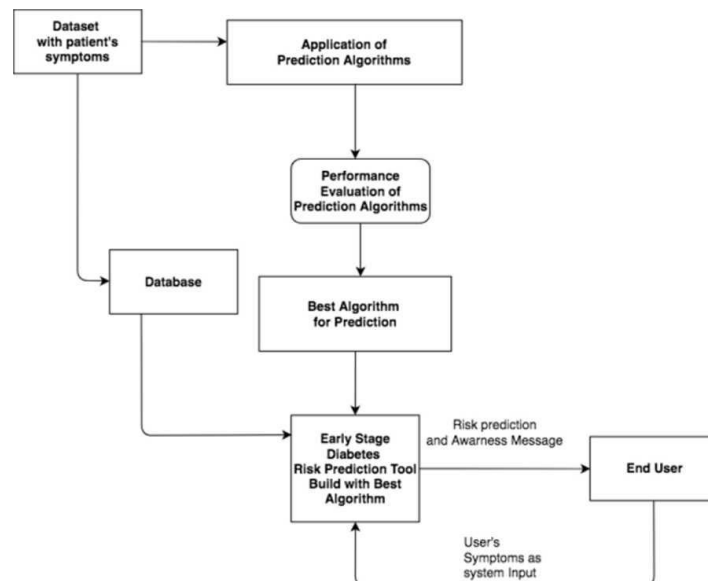 Dataset
with patient's
symptoms
Application of
Prediction Algorithms
Performance
Evaluation of
Prediction Algorithms
Database
Best Algorithm
for Prediction
Early Stage
Diabetes
Risk Prediction Tool
Build with Best
Algorithm
Risk prediction
and Awarness Message
End User
User's
Symptoms as
system Input